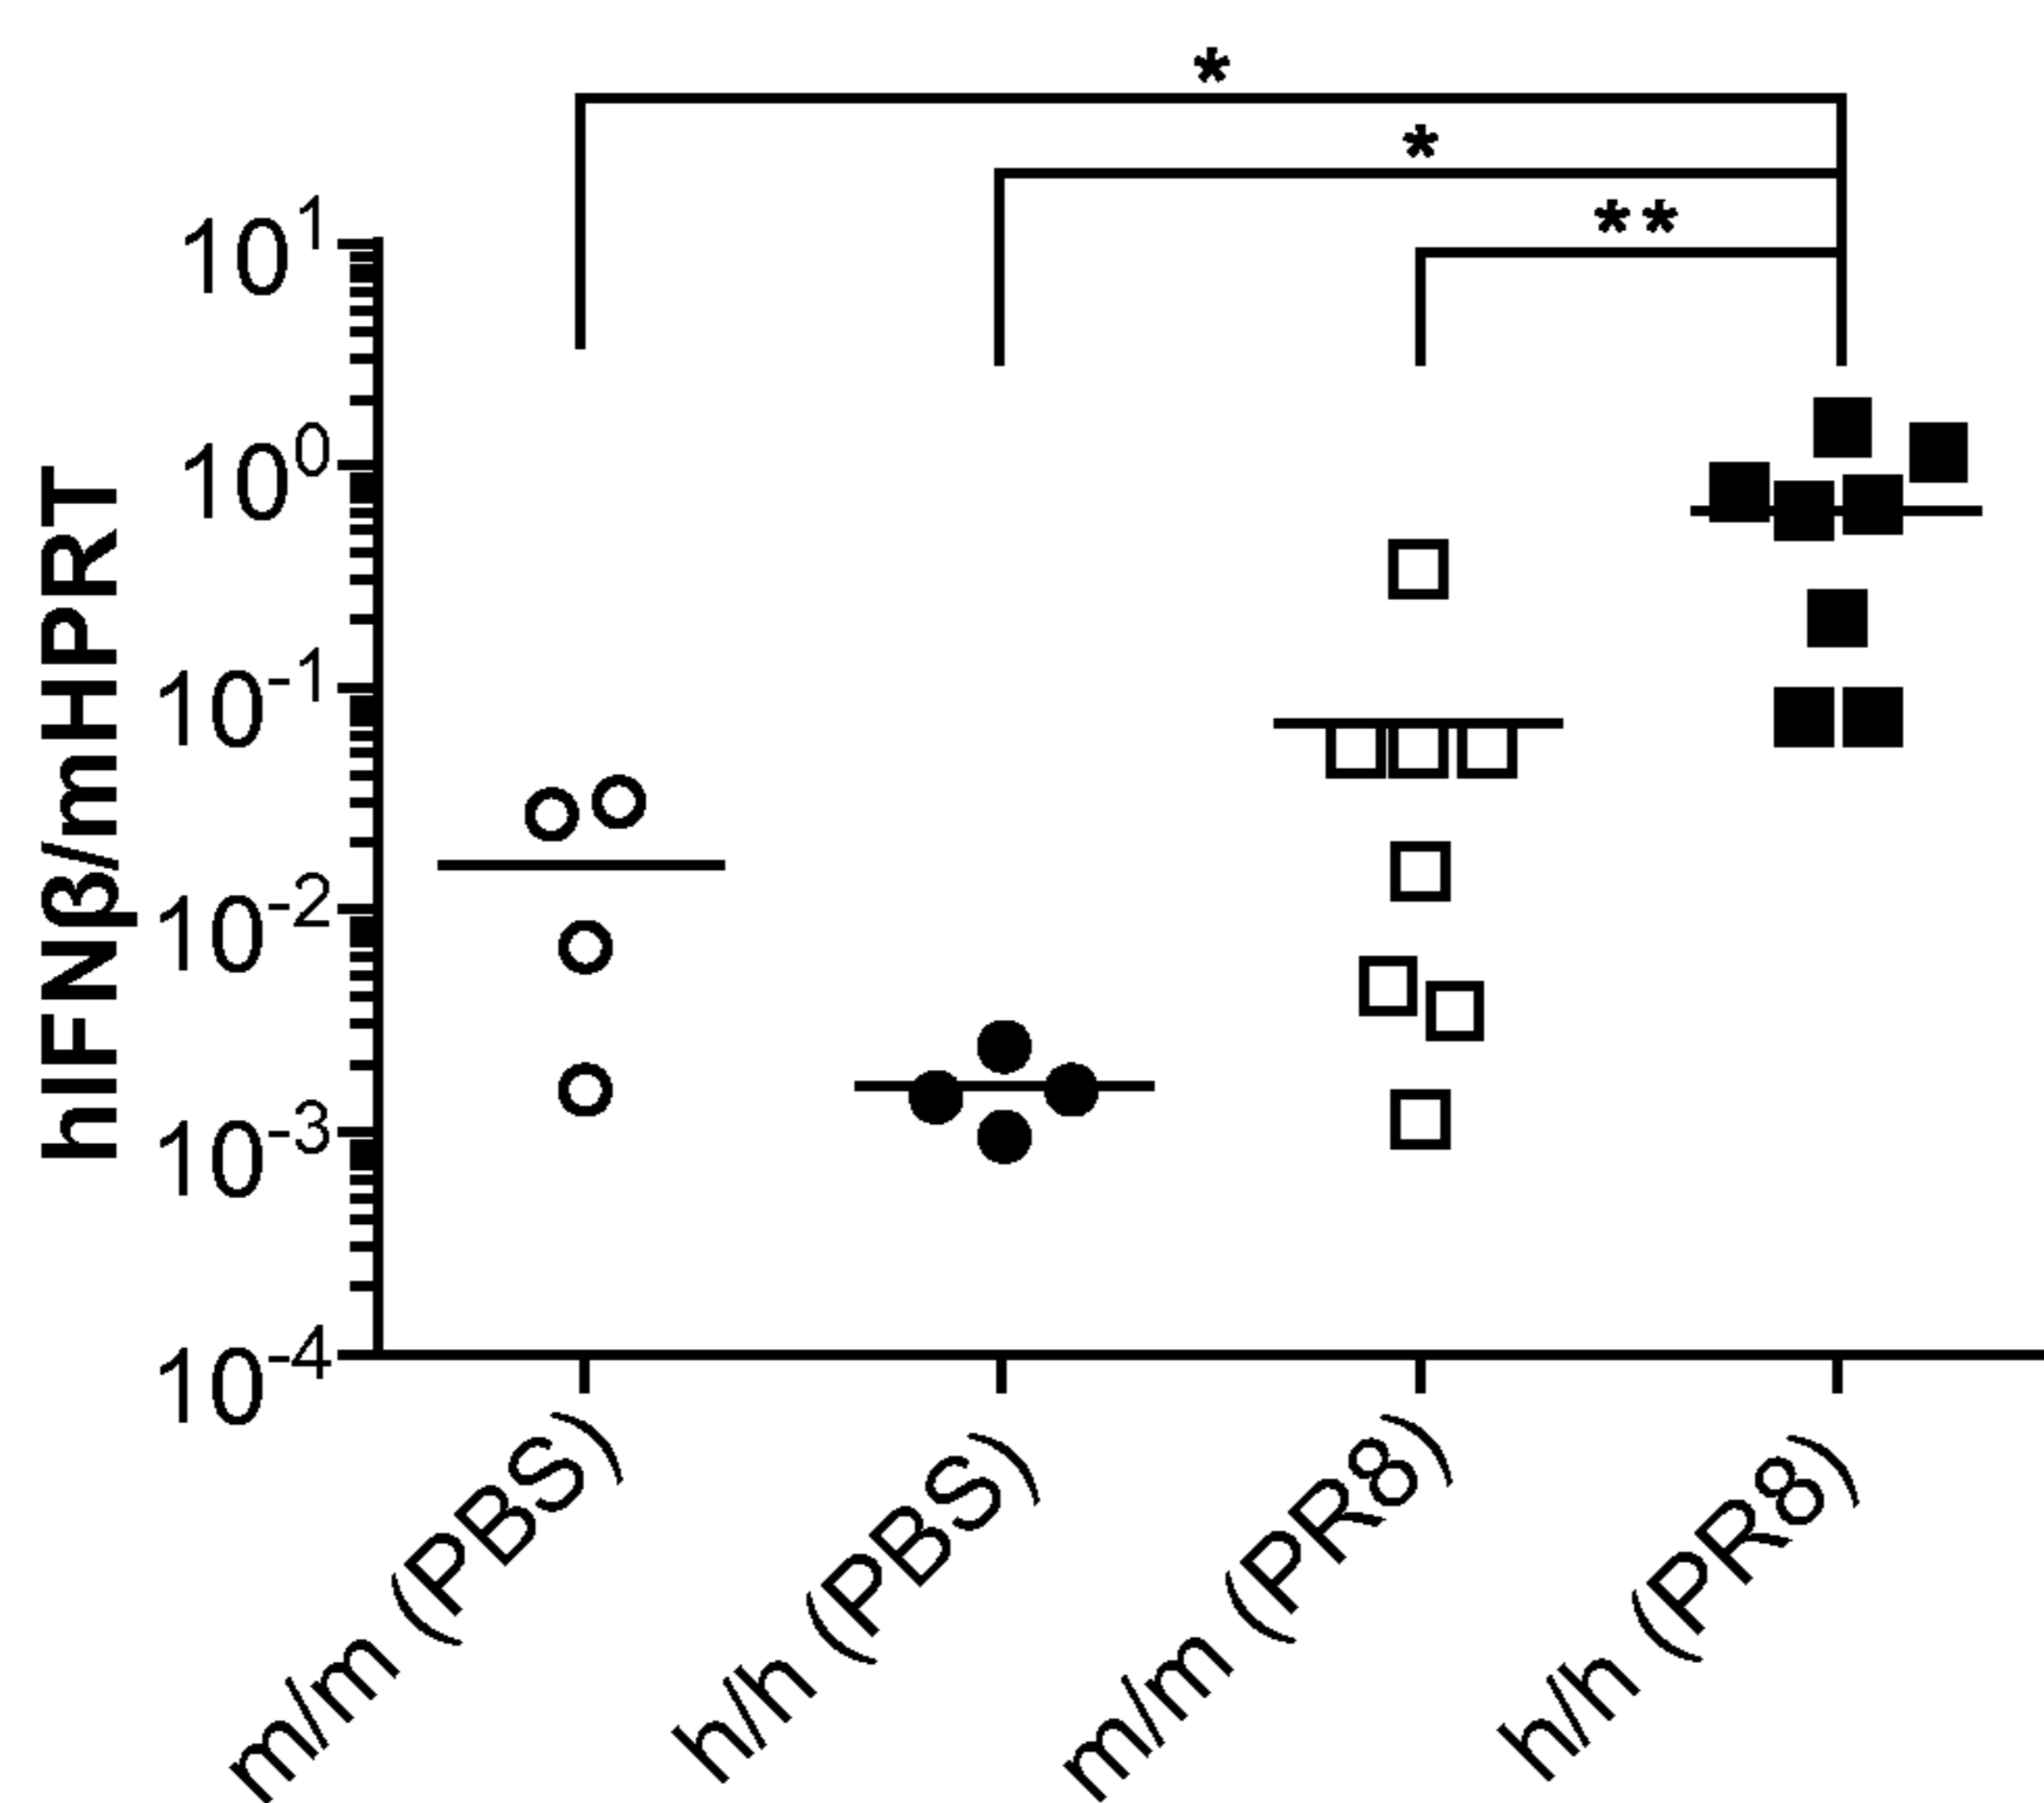 *
*
**
10^1
10^0
10^-1
10^-2
10^-3
10^-4
hIFNβ/mHPRT
m/m (PBS)
h/h (PBS)
m/m (PR8)
h/h (PR8)